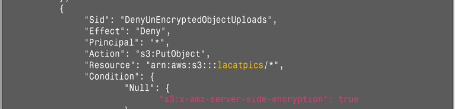 },
{
"Sid": "DenyUnEncryptedObjectUploads",
"Effect": "Deny",
"Principal": "*",
"Action": "s3:PutObject",
"Resource": "arn:aws:s3:::lacatpics/*",
"Condition": {
"Null": {
"s3:x-amz-server-side-encryption": true
}